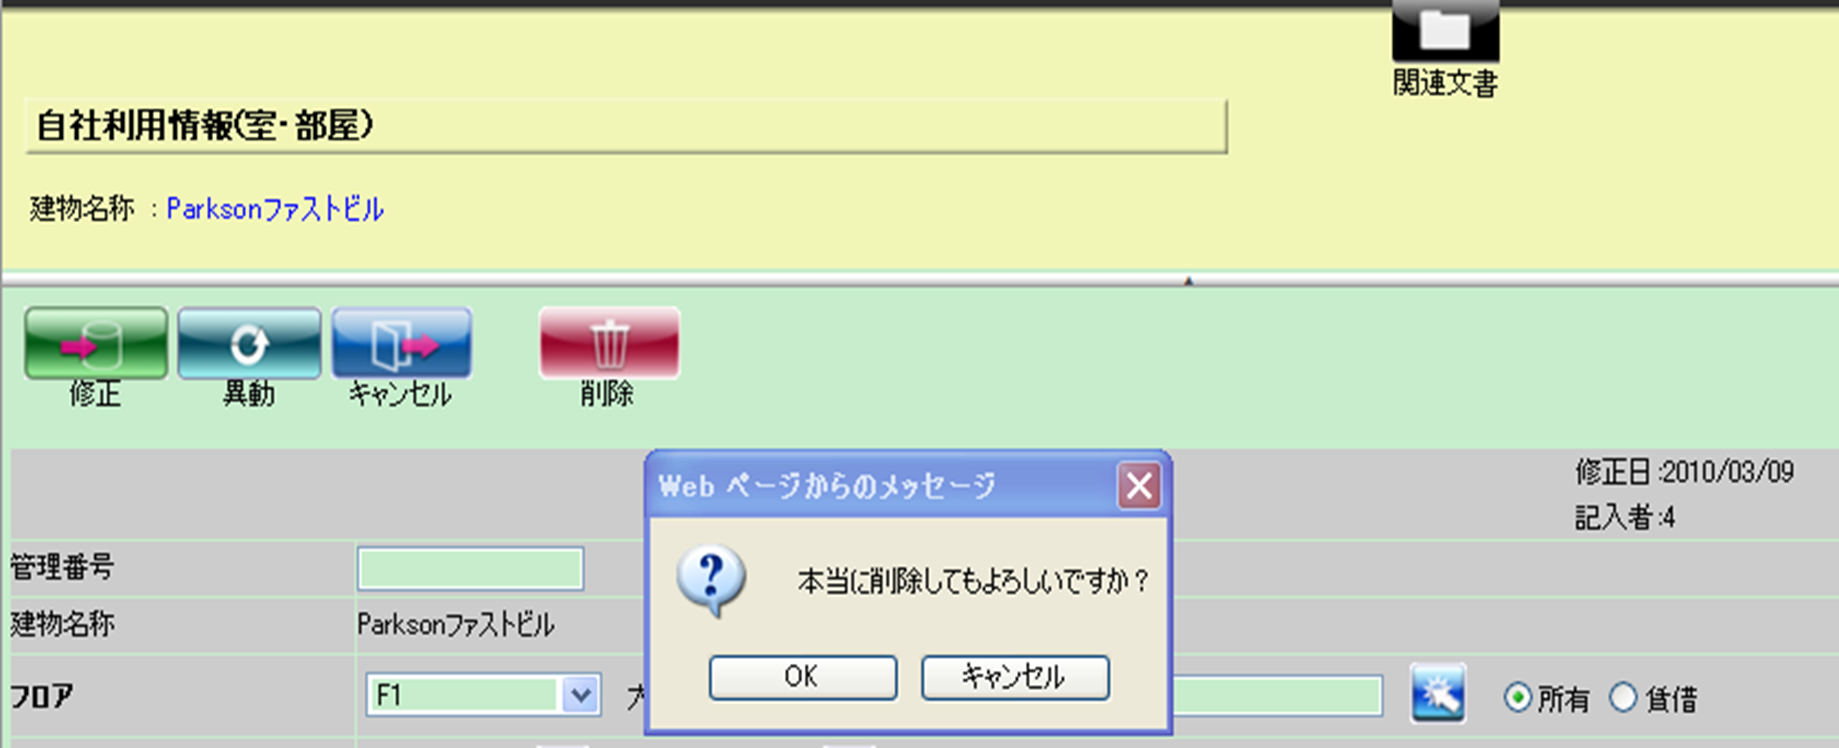 関連文書
自社利用情報(室・部屋)
建物名称 : Parksonファストビル
修正 異動 キャンセル 削除
Web ページからのメッセージ
修正日:2010/03/09
記入者:4
管理番号
本当に削除してもよろしいですか?
建物名称 Parksonファストビル
OK キャンセル
フロア F1 所有 賃借